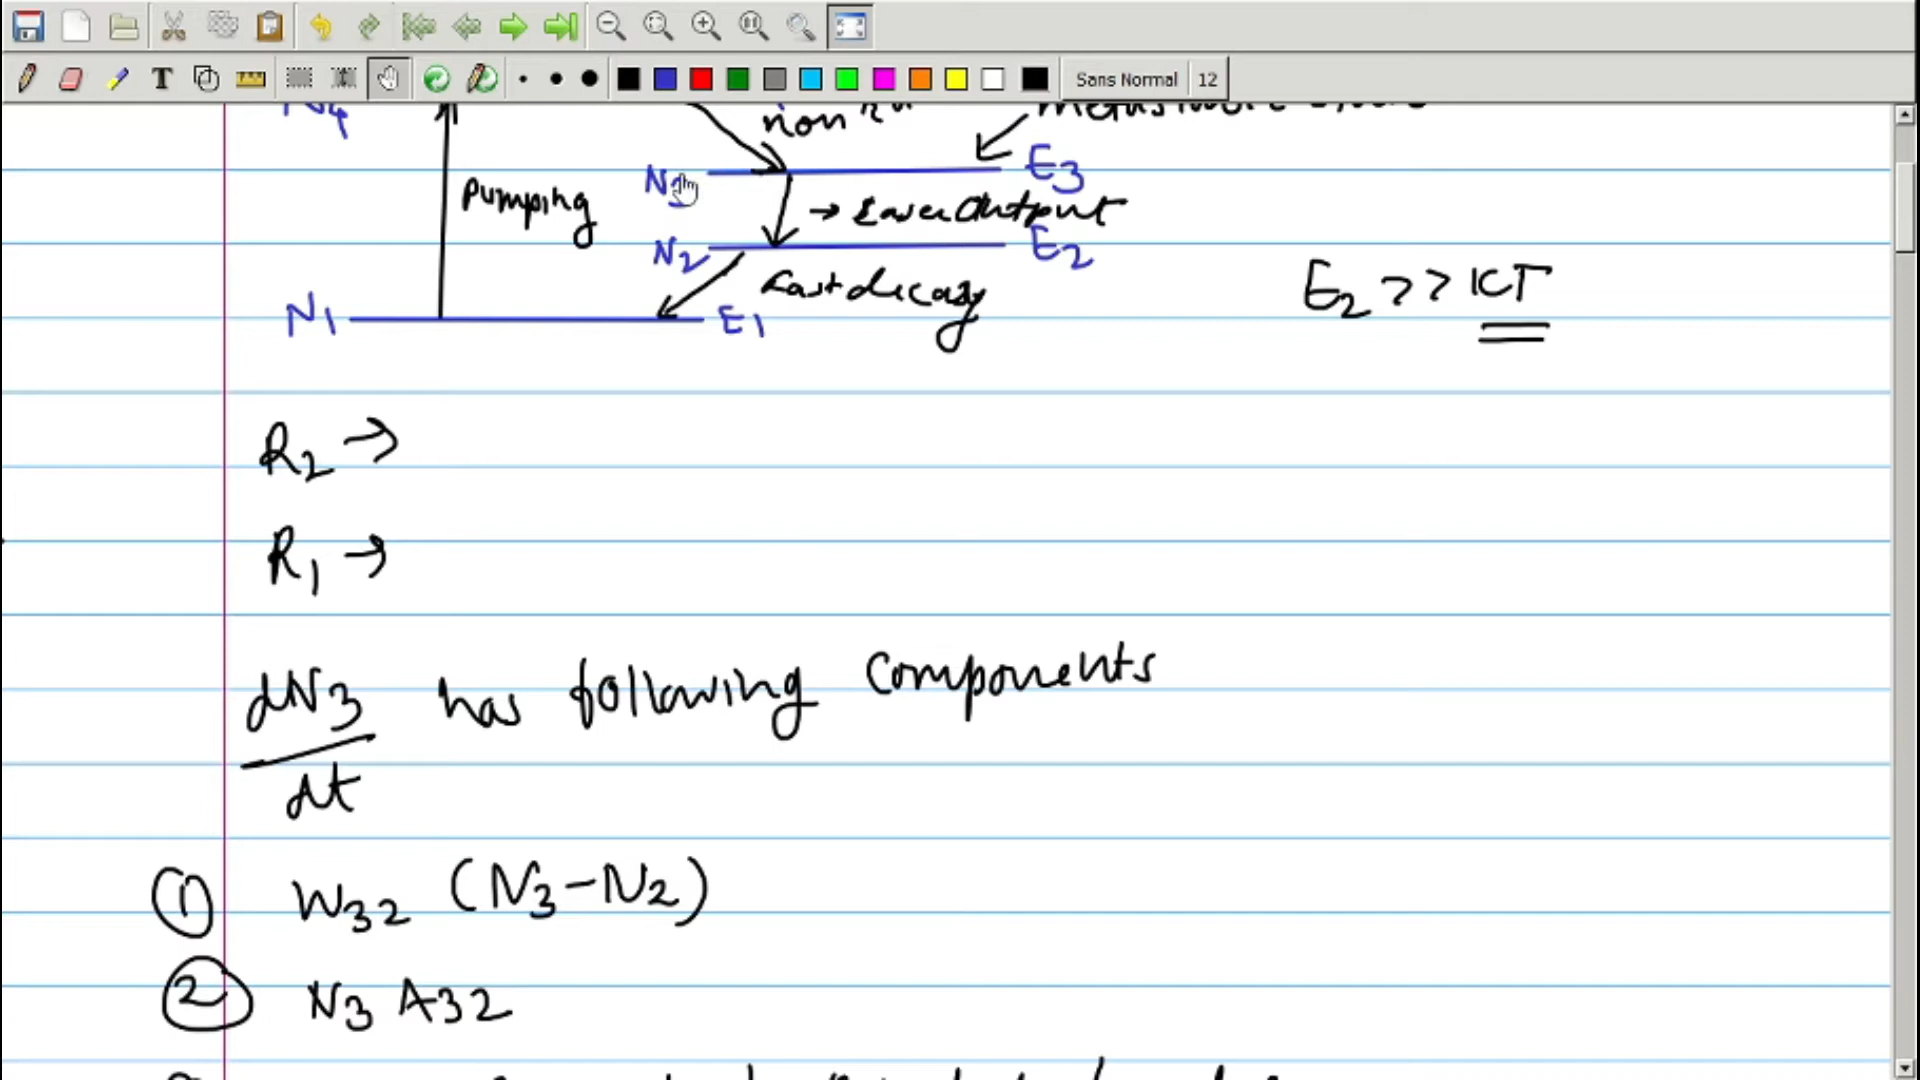 T Sans Normal 12
N4
non
Pumping
N3 E3
→ Laser Output
N2 E2
Fast decay
E2 >> KT
N1 E1
R2 →
R1 →
dN3/dt has following components
① W32 (N3-N2)
② N3 A32